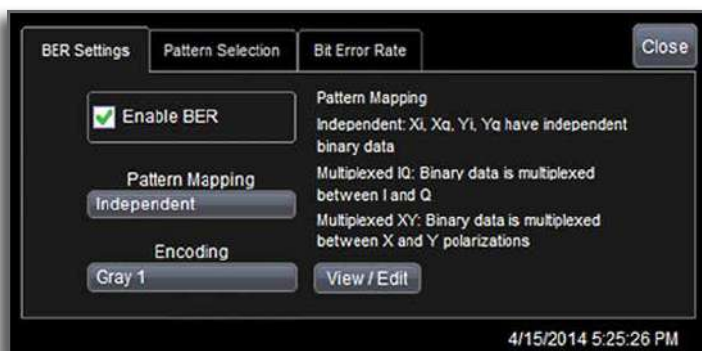 BER Settings
Pattern Selection
Bit Error Rate
Close
Enable BER
Pattern Mapping
Independent
Encoding
Gray 1
Pattern Mapping
Independent: Xi, Xq, Yi, Yq have independent
binary data
Multiplexed IQ: Binary data is multiplexed
between I and Q
Multiplexed XY: Binary data is multiplexed
between X and Y polarizations
View / Edit
4/15/2014 5:25:26 PM